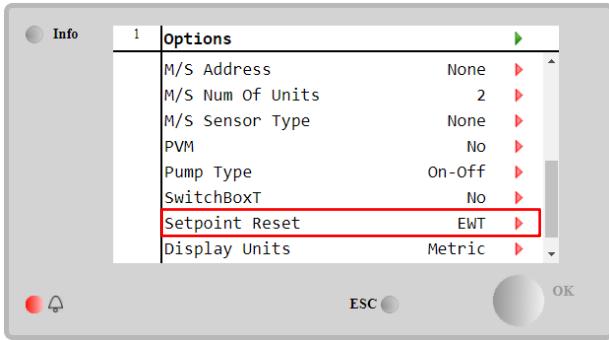 Info
1 Options
M/S Address None
M/S Num Of Units 2
M/S Sensor Type None
PVM No
Pump Type On-Off
SwitchBoxT No
Setpoint Reset EWT
Display Units Metric
ESC
OK